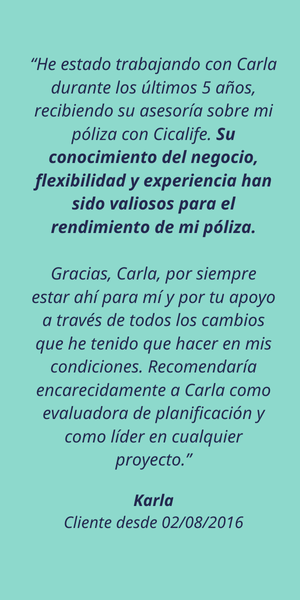 “He estado trabajando con Carla
durante los últimos 5 años,
recibiendo su asesoría sobre mi
póliza con Cicalife. Su
conocimiento del negocio,
flexibilidad y experiencia han
sido valiosos para el
rendimiento de mi póliza.
Gracias, Carla, por siempre
estar ahí para mí y por tu apoyo
a través de todos los cambios
que he tenido que hacer en mis
condiciones. Recomendaría
encarecidamente a Carla como
evaluadora de planificación y
como líder en cualquier
proyecto.”
Karla
Cliente desde 02/08/2016